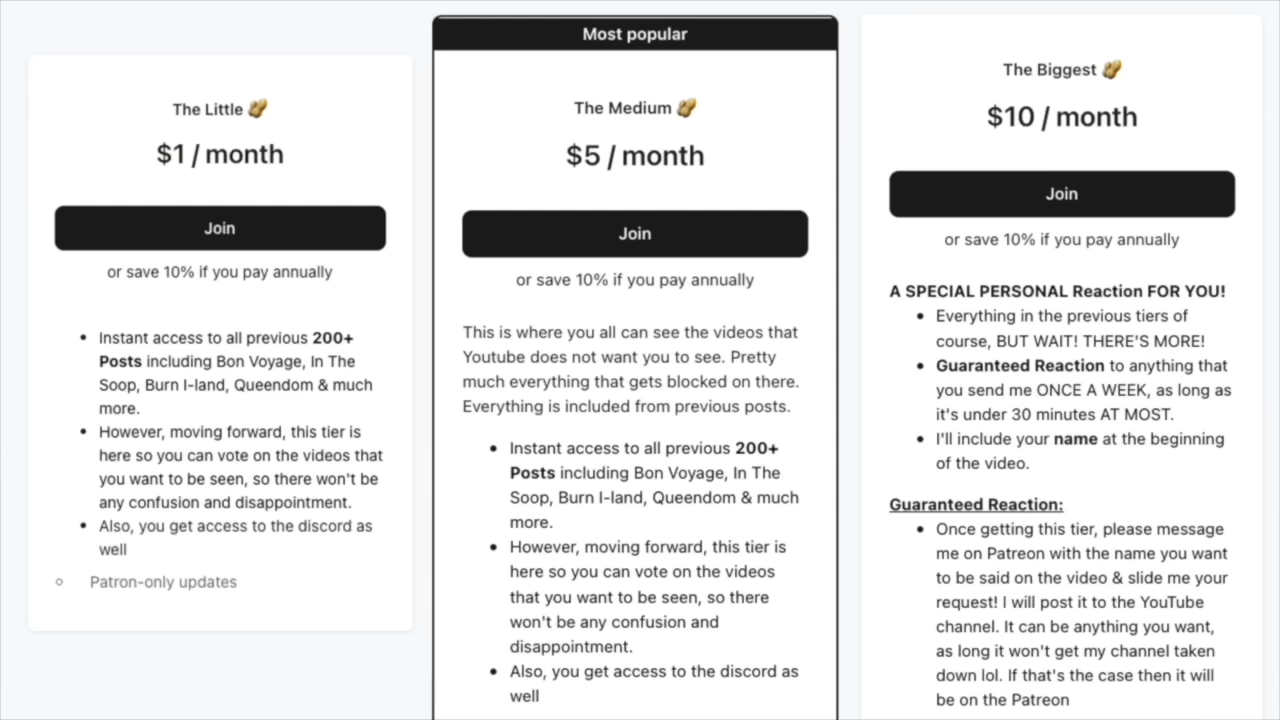 The Little 🥜
$1 / month
Join
or save 10% if you pay annually
• Instant access to all previous 200+
Posts including Bon Voyage, In The
Soop, Burn I-land, Queendom & much
more.
• However, moving forward, this tier is
here so you can vote on the videos that
you want to be seen, so there won't be
any confusion and disappointment.
• Also, you get access to the discord as
well
○ Patron-only updates
Most popular
The Medium 🥜
$5 / month
Join
or save 10% if you pay annually
This is where you all can see the videos that
Youtube does not want you to see. Pretty
much everything that gets blocked on there.
Everything is included from previous posts.
• Instant access to all previous 200+
Posts including Bon Voyage, In The
Soop, Burn I-land, Queendom & much
more.
• However, moving forward, this tier is
here so you can vote on the videos
that you want to be seen, so there
won't be any confusion and
disappointment.
• Also, you get access to the discord as
well
The Biggest 🥜
$10 / month
Join
or save 10% if you pay annually
A SPECIAL PERSONAL Reaction FOR YOU!
• Everything in the previous tiers of
course, BUT WAIT! THERE'S MORE!
• Guaranteed Reaction to anything that
you send me ONCE A WEEK, as long as
it's under 30 minutes AT MOST.
• I'll include your name at the beginning
of the video.
Guaranteed Reaction:
• Once getting this tier, please message
me on Patreon with the name you want
to be said on the video & slide me your
request! I will post it to the YouTube
channel. It can be anything you want,
as long it won't get my channel taken
down lol. If that's the case then it will
be on the Patreon